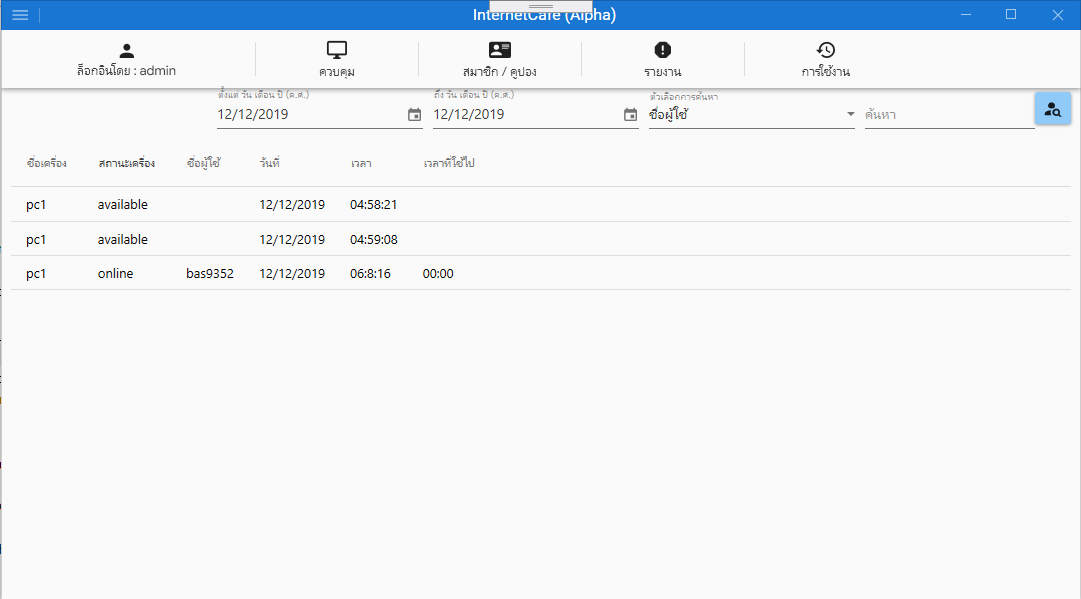 InternetCafe (Alpha)
ล็อกอินโดย : admin
ควบคุม
สมาชิก / คูปอง
รายงาน
การใช้งาน
ตั้งแต่ วัน เดือน ปี (ค.ศ.)
12/12/2019
ถึง วัน เดือน ปี (ค.ศ.)
12/12/2019
ตัวเลือกการค้นหา
ชื่อผู้ใช้
ค้นหา
ชื่อเครื่อง สถานะเครื่อง ชื่อผู้ใช้ วันที่ เวลา เวลาที่ใช้ไป
pc1 available 12/12/2019 04:58:21
pc1 available 12/12/2019 04:59:08
pc1 online bas9352 12/12/2019 06:8:16 00:00